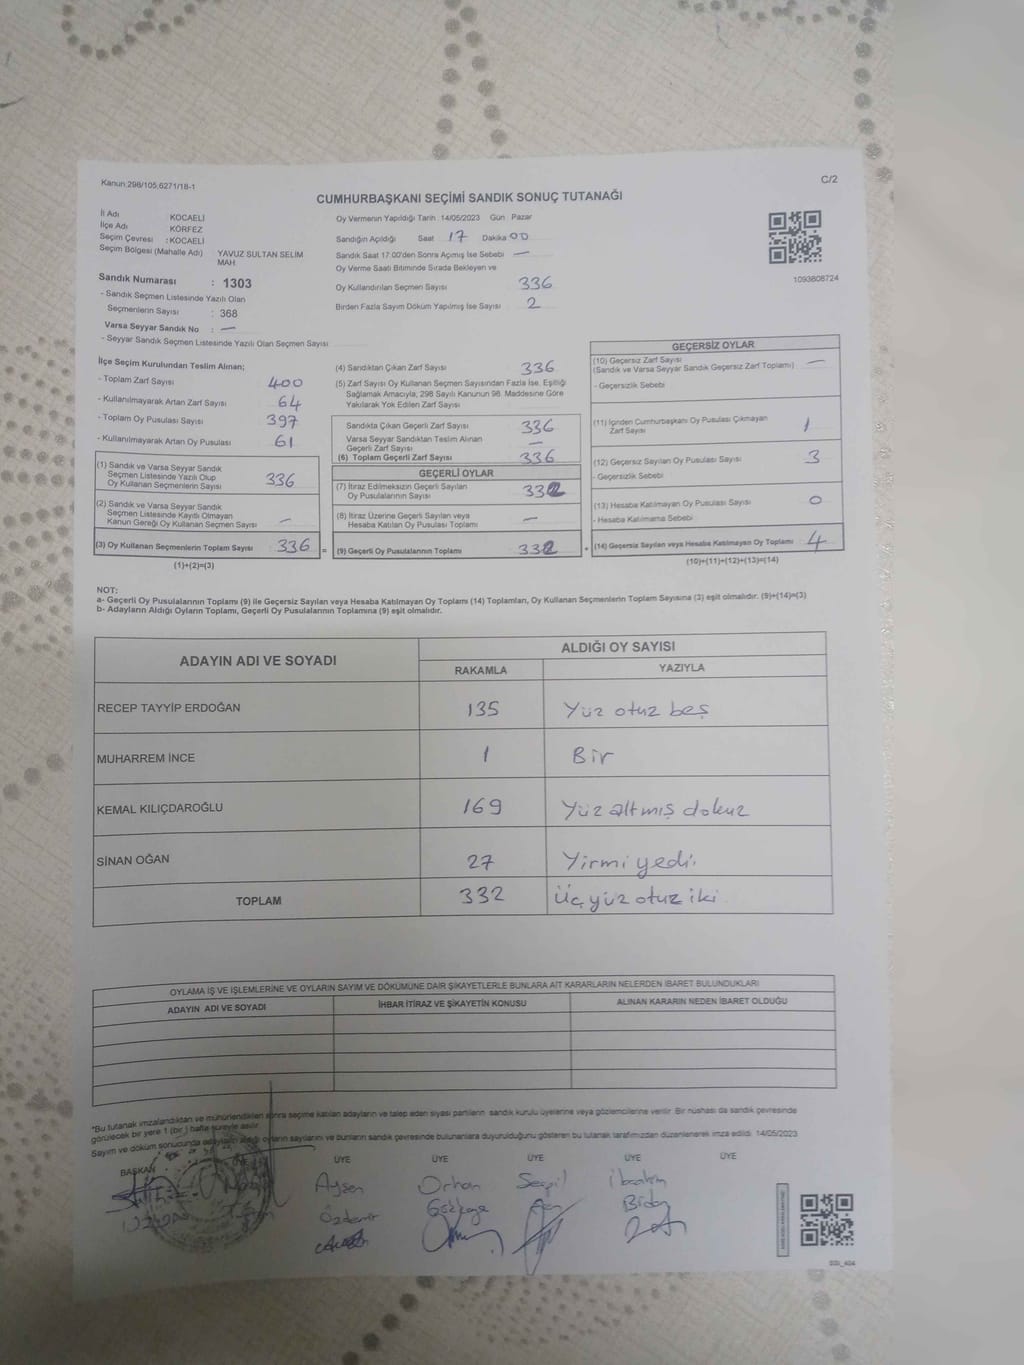 Kanun:298/105,6271/18-1
C/2
CUMHURBAŞKANI SEÇİMİ SANDIK SONUÇ TUTANAĞI
İl Adı KOCAELİ
İlçe Adı KÖRFEZ
Seçim Çevresi : KOCAELİ
Seçim Bölgesi (Mahalle Adı) YAVUZ SULTAN SELİM
MAH.
Sandık Numarası : 1303
- Sandık Seçmen Listesinde Yazılı Olan
Seçmenlerin Sayısı : 368
Varsa Seyyar Sandık No : —
- Seyyar Sandık Seçmen Listesinde Yazılı Olan Seçmen Sayısı
Oy Vermenin Yapıldığı Tarih :14/05/2023 Gün : Pazar
Sandığın Açıldığı Saat 17 Dakika 00
Sandık Saat 17:00'den Sonra Açılmış İse Sebebi —
Oy Verme Saati Bitiminde Sırada Bekleyen ve
Oy Kullandırılan Seçmen Sayısı 336
Birden Fazla Sayım Döküm Yapılmış İse Sayısı 2
1093808724
İlçe Seçim Kurulundan Teslim Alınan;
- Toplam Zarf Sayısı 400
- Kullanılmayarak Artan Zarf Sayısı 64
- Toplam Oy Pusulası Sayısı 397
- Kullanılmayarak Artan Oy Pusulası 61
(1) Sandık ve Varsa Seyyar Sandık
Seçmen Listesinde Yazılı Olup
Oy Kullanan Seçmenlerin Sayısı 336
(2) Sandık ve Varsa Seyyar Sandık
Seçmen Listesinde Kayıtlı Olmayan
Kanun Gereği Oy Kullanan Seçmen Sayısı —
(3) Oy Kullanan Seçmenlerin Toplam Sayısı 336 =
(1)+(2)=(3)
(4) Sandıktan Çıkan Zarf Sayısı 336
(5) Zarf Sayısı Oy Kullanan Seçmen Sayısından Fazla İse, Eşitliği
Sağlamak Amacıyla, 298 Sayılı Kanunun 98. Maddesine Göre
Yakılarak Yok Edilen Zarf Sayısı
Sandıkta Çıkan Geçerli Zarf Sayısı 336
Varsa Seyyar Sandıktan Teslim Alınan
Geçerli Zarf Sayısı —
(6) Toplam Geçerli Zarf Sayısı 336
GEÇERLİ OYLAR
(7) İtiraz Edilmeksizin Geçerli Sayılan
Oy Pusulalarının Sayısı 332
(8) İtiraz Üzerine Geçerli Sayılan veya
Hesaba Katılan Oy Pusulası Toplamı —
(9) Geçerli Oy Pusulalarının Toplamı 332 +
GEÇERSİZ OYLAR
(10) Geçersiz Zarf Sayısı
(Sandık ve Varsa Seyyar Sandık Geçersiz Zarf Toplamı) —
- Geçersizlik Sebebi
(11) İçinden Cumhurbaşkanı Oy Pusulası Çıkmayan
Zarf Sayısı 1
(12) Geçersiz Sayılan Oy Pusulası Sayısı 3
- Geçersizlik Sebebi
(13) Hesaba Katılmayan Oy Pusulası Sayısı 0
- Hesaba Katılmama Sebebi
(14) Geçersiz Sayılan veya Hesaba Katılmayan Oy Toplamı 4
(10)+(11)+(12)+(13)=(14)
NOT:
a- Geçerli Oy Pusulalarının Toplamı (9) ile Geçersiz Sayılan veya Hesaba Katılmayan Oy Toplamı (14) Toplamları, Oy Kullanan Seçmenlerin Toplam Sayısına (3) eşit olmalıdır. (9)+(14)=(3)
b- Adayların Aldığı Oyların Toplamı, Geçerli Oy Pusulalarının Toplamına (9) eşit olmalıdır.
ADAYIN ADI VE SOYADI ALDIĞI OY SAYISI
RAKAMLA YAZIYLA
RECEP TAYYİP ERDOĞAN 135 Yüz otuz beş
MUHARREM İNCE 1 Bir
KEMAL KILIÇDAROĞLU 169 Yüz altmış dokuz
SİNAN OĞAN 27 Yirmi yedi
TOPLAM 332 Üç yüz otuz iki
OYLAMA İŞ VE İŞLEMLERİNE VE OYLARIN SAYIM VE DÖKÜMÜNE DAİR ŞİKAYETLERLE BUNLARA AİT KARARLARIN NELERDEN İBARET BULUNDUKLARI
ADAYIN ADI VE SOYADI İHBAR İTİRAZ VE ŞİKAYETİN KONUSU ALINAN KARARIN NEDEN İBARET OLDUĞU
*Bu tutanak imzalandıktan ve mühürlendikten sonra seçime katılan adayların ve talep eden siyasi partilerin sandık kurulu üyelerine veya gözlemcilerine verilir. Bir nüshası da sandık çevresinde
görülecek bir yere 1 (bir) hafta süreyle asılır.
Sayım ve döküm sonucunda adayların aldığı oyların sayılarını ve bunların sandık çevresinde bulunanlara duyurulduğunu gösteren bu tutanak tarafımızdan düzenlenerek imza edildi. 14/05/2023
BAŞKAN ÜYE ÜYE ÜYE ÜYE ÜYE
Ayşen Orhan Serpil İbrahim
Özdemir Gökkaya